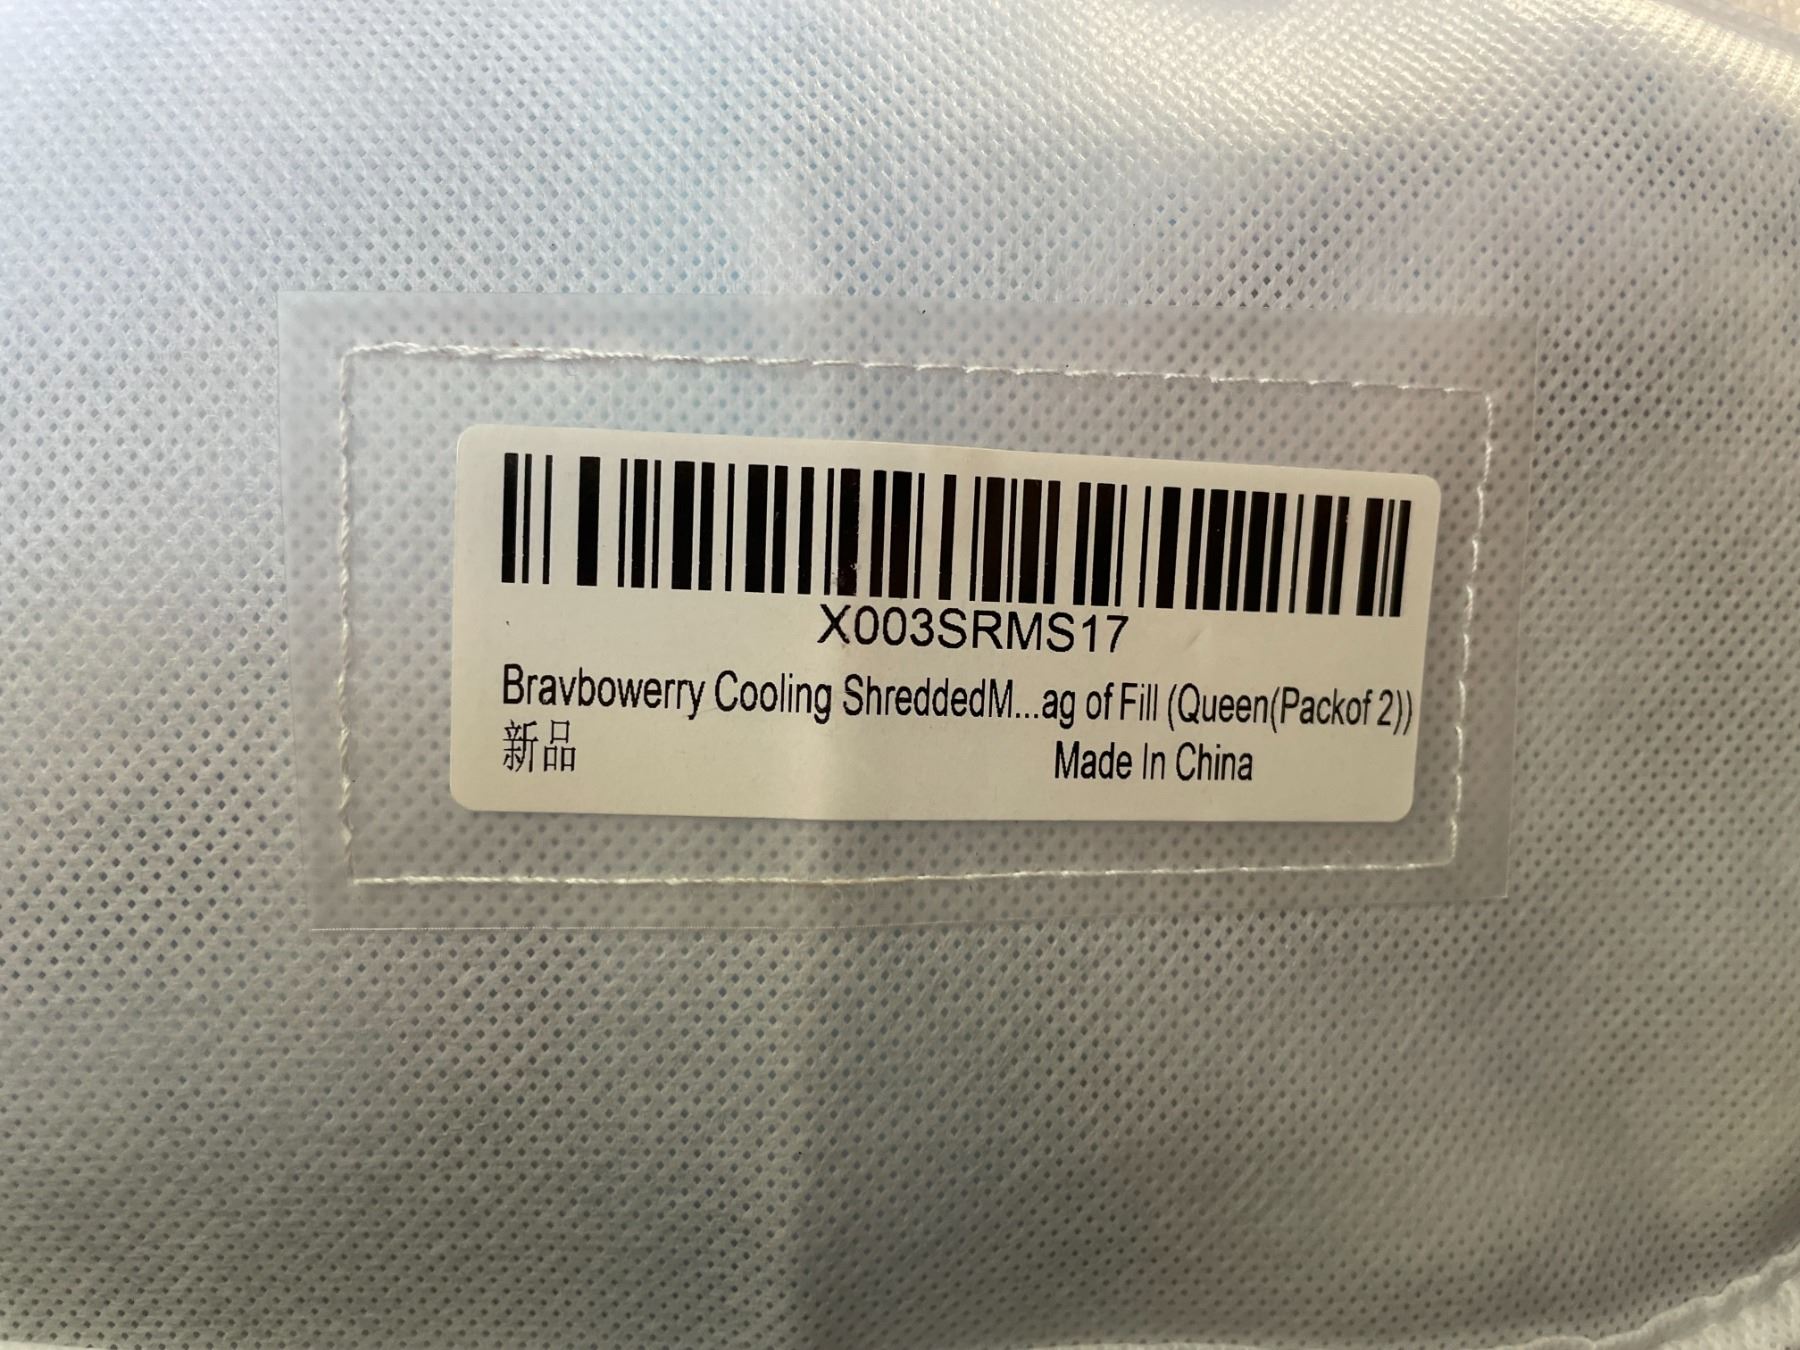 X003SRMS17
Bravbowerry Cooling ShreddedM...ag of Fill (Queen(Packof 2))
新品
Made In China